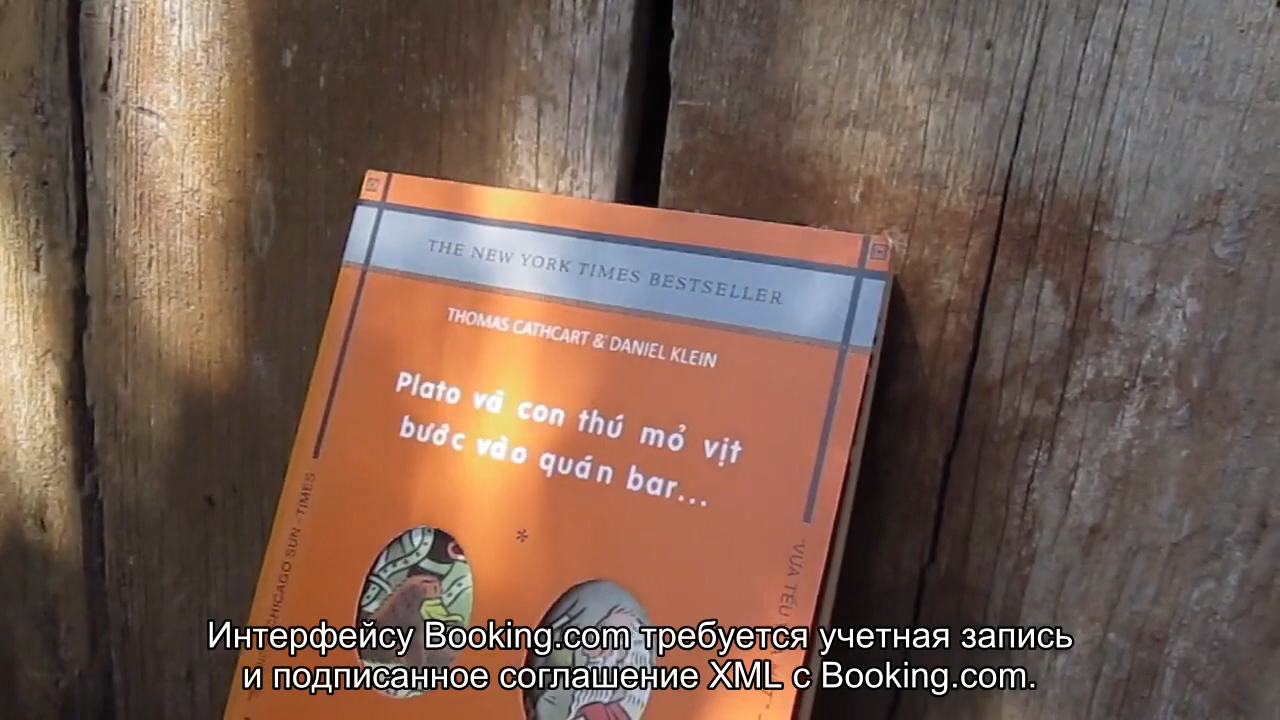 THE NEW YORK TIMES BESTSELLER
THOMAS CATHCART & DANIEL KLEIN
Plato và con thú mỏ vịt
bước vào quán bar...
*
CHICAGO SUN - TIMES
"VỪA TẾU
Интерфейсу Booking.com требуется учетная запись
и подписанное соглашение XML с Booking.com.